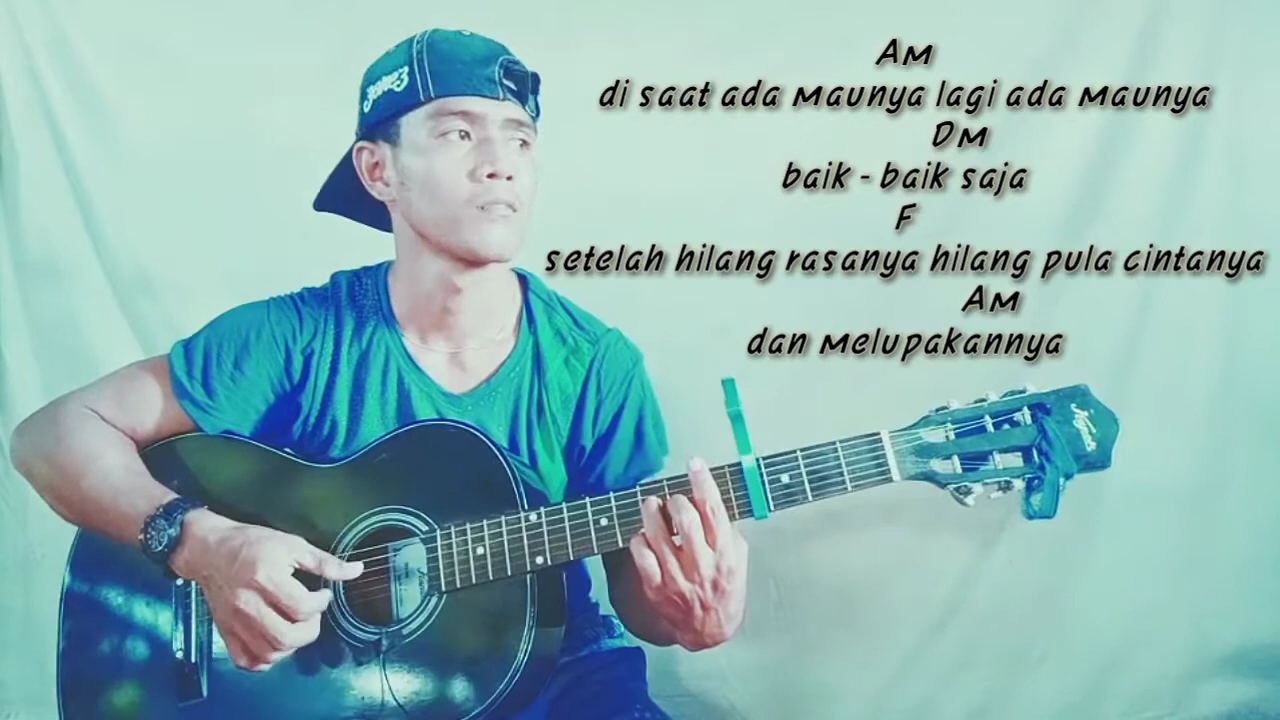 Am
di saat ada maunya lagi ada maunya
Dm
baik - baik saja
F
setelah hilang rasanya hilang pula cintanya
Am
dan melupakannya